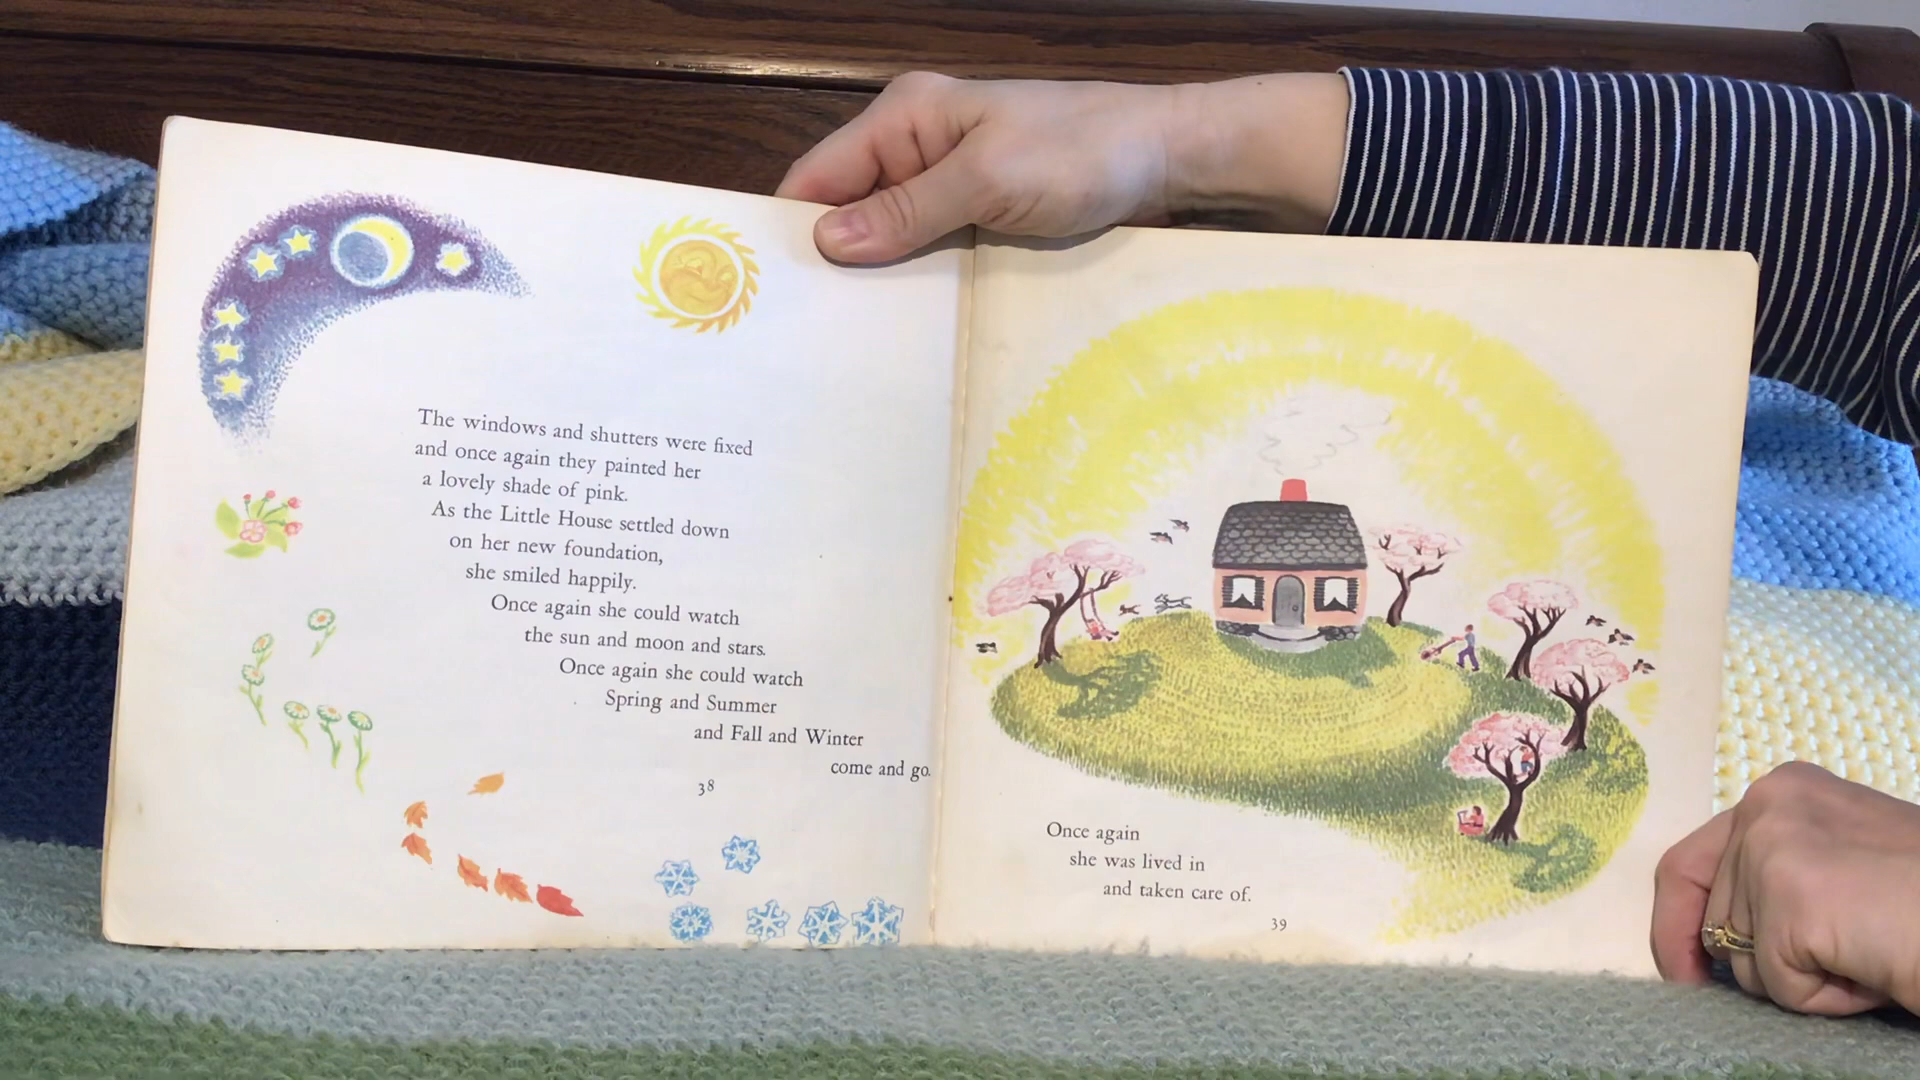 The windows and shutters were fixed
and once again they painted her
a lovely shade of pink.
As the Little House settled down
on her new foundation,
she smiled happily.
Once again she could watch
the sun and moon and stars.
Once again she could watch
Spring and Summer
and Fall and Winter
come and go.
38
Once again
she was lived in
and taken care of.
39